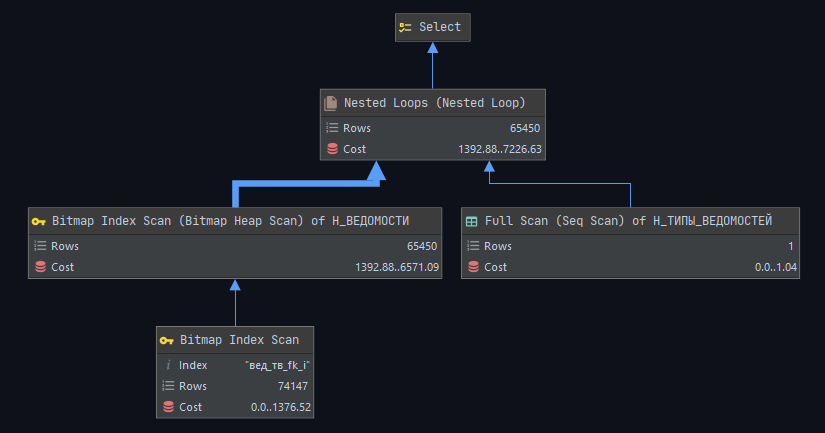 Select
Nested Loops (Nested Loop)
Rows 65450
Cost 1392.88..7226.63
Bitmap Index Scan (Bitmap Heap Scan) of Н_ВЕДОМОСТИ
Rows 65450
Cost 1392.88..6571.09
Full Scan (Seq Scan) of Н_ТИПЫ_ВЕДОМОСТЕЙ
Rows 1
Cost 0.0..1.04
Bitmap Index Scan
i Index "вед_тв_fk_i"
Rows 74147
Cost 0.0..1376.52